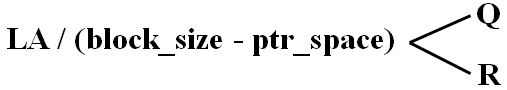 Q
LA / (block_size - ptr_space)
R